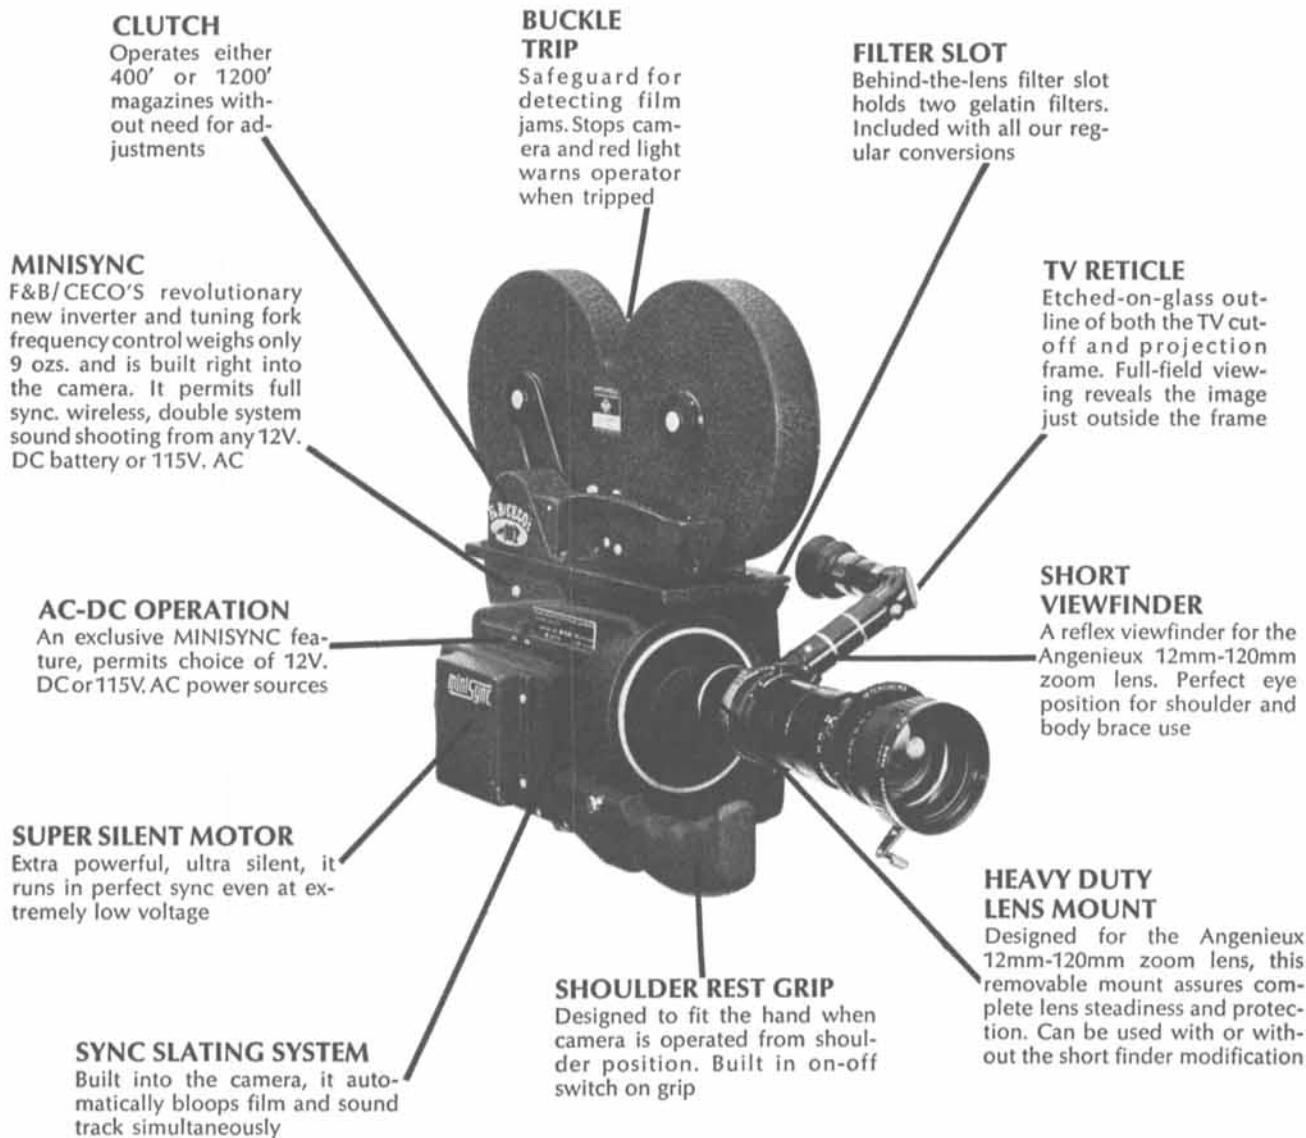 CLUTCH
Operates either
400' or 1200'
magazines with-
out need for ad-
justments
BUCKLE
TRIP
Safeguard for
detecting film
jams. Stops cam-
era and red light
warns operator
when tripped
FILTER SLOT
Behind-the-lens filter slot
holds two gelatin filters.
Included with all our reg-
ular conversions
MINISYNC
F&B/CECO'S revolutionary
new inverter and tuning fork
frequency control weighs only
9 ozs. and is built right into
the camera. It permits full
sync. wireless, double system
sound shooting from any 12V.
DC battery or 115V. AC
TV RETICLE
Etched-on-glass out-
line of both the TV cut-
off and projection
frame. Full-field view-
ing reveals the image
just outside the frame
AC-DC OPERATION
An exclusive MINISYNC fea-
ture, permits choice of 12V.
DC or 115V. AC power sources
SHORT
VIEWFINDER
A reflex viewfinder for the
Angenieux 12mm-120mm
zoom lens. Perfect eye
position for shoulder and
body brace use
F&B/CECO
miniSync
SUPER SILENT MOTOR
Extra powerful, ultra silent, it
runs in perfect sync even at ex-
tremely low voltage
HEAVY DUTY
LENS MOUNT
Designed for the Angenieux
12mm-120mm zoom lens, this
removable mount assures com-
plete lens steadiness and protec-
tion. Can be used with or with-
out the short finder modification
SHOULDER REST GRIP
Designed to fit the hand when
camera is operated from shoul-
der position. Built in on-off
switch on grip
SYNC SLATING SYSTEM
Built into the camera, it auto-
matically bloops film and sound
track simultaneously